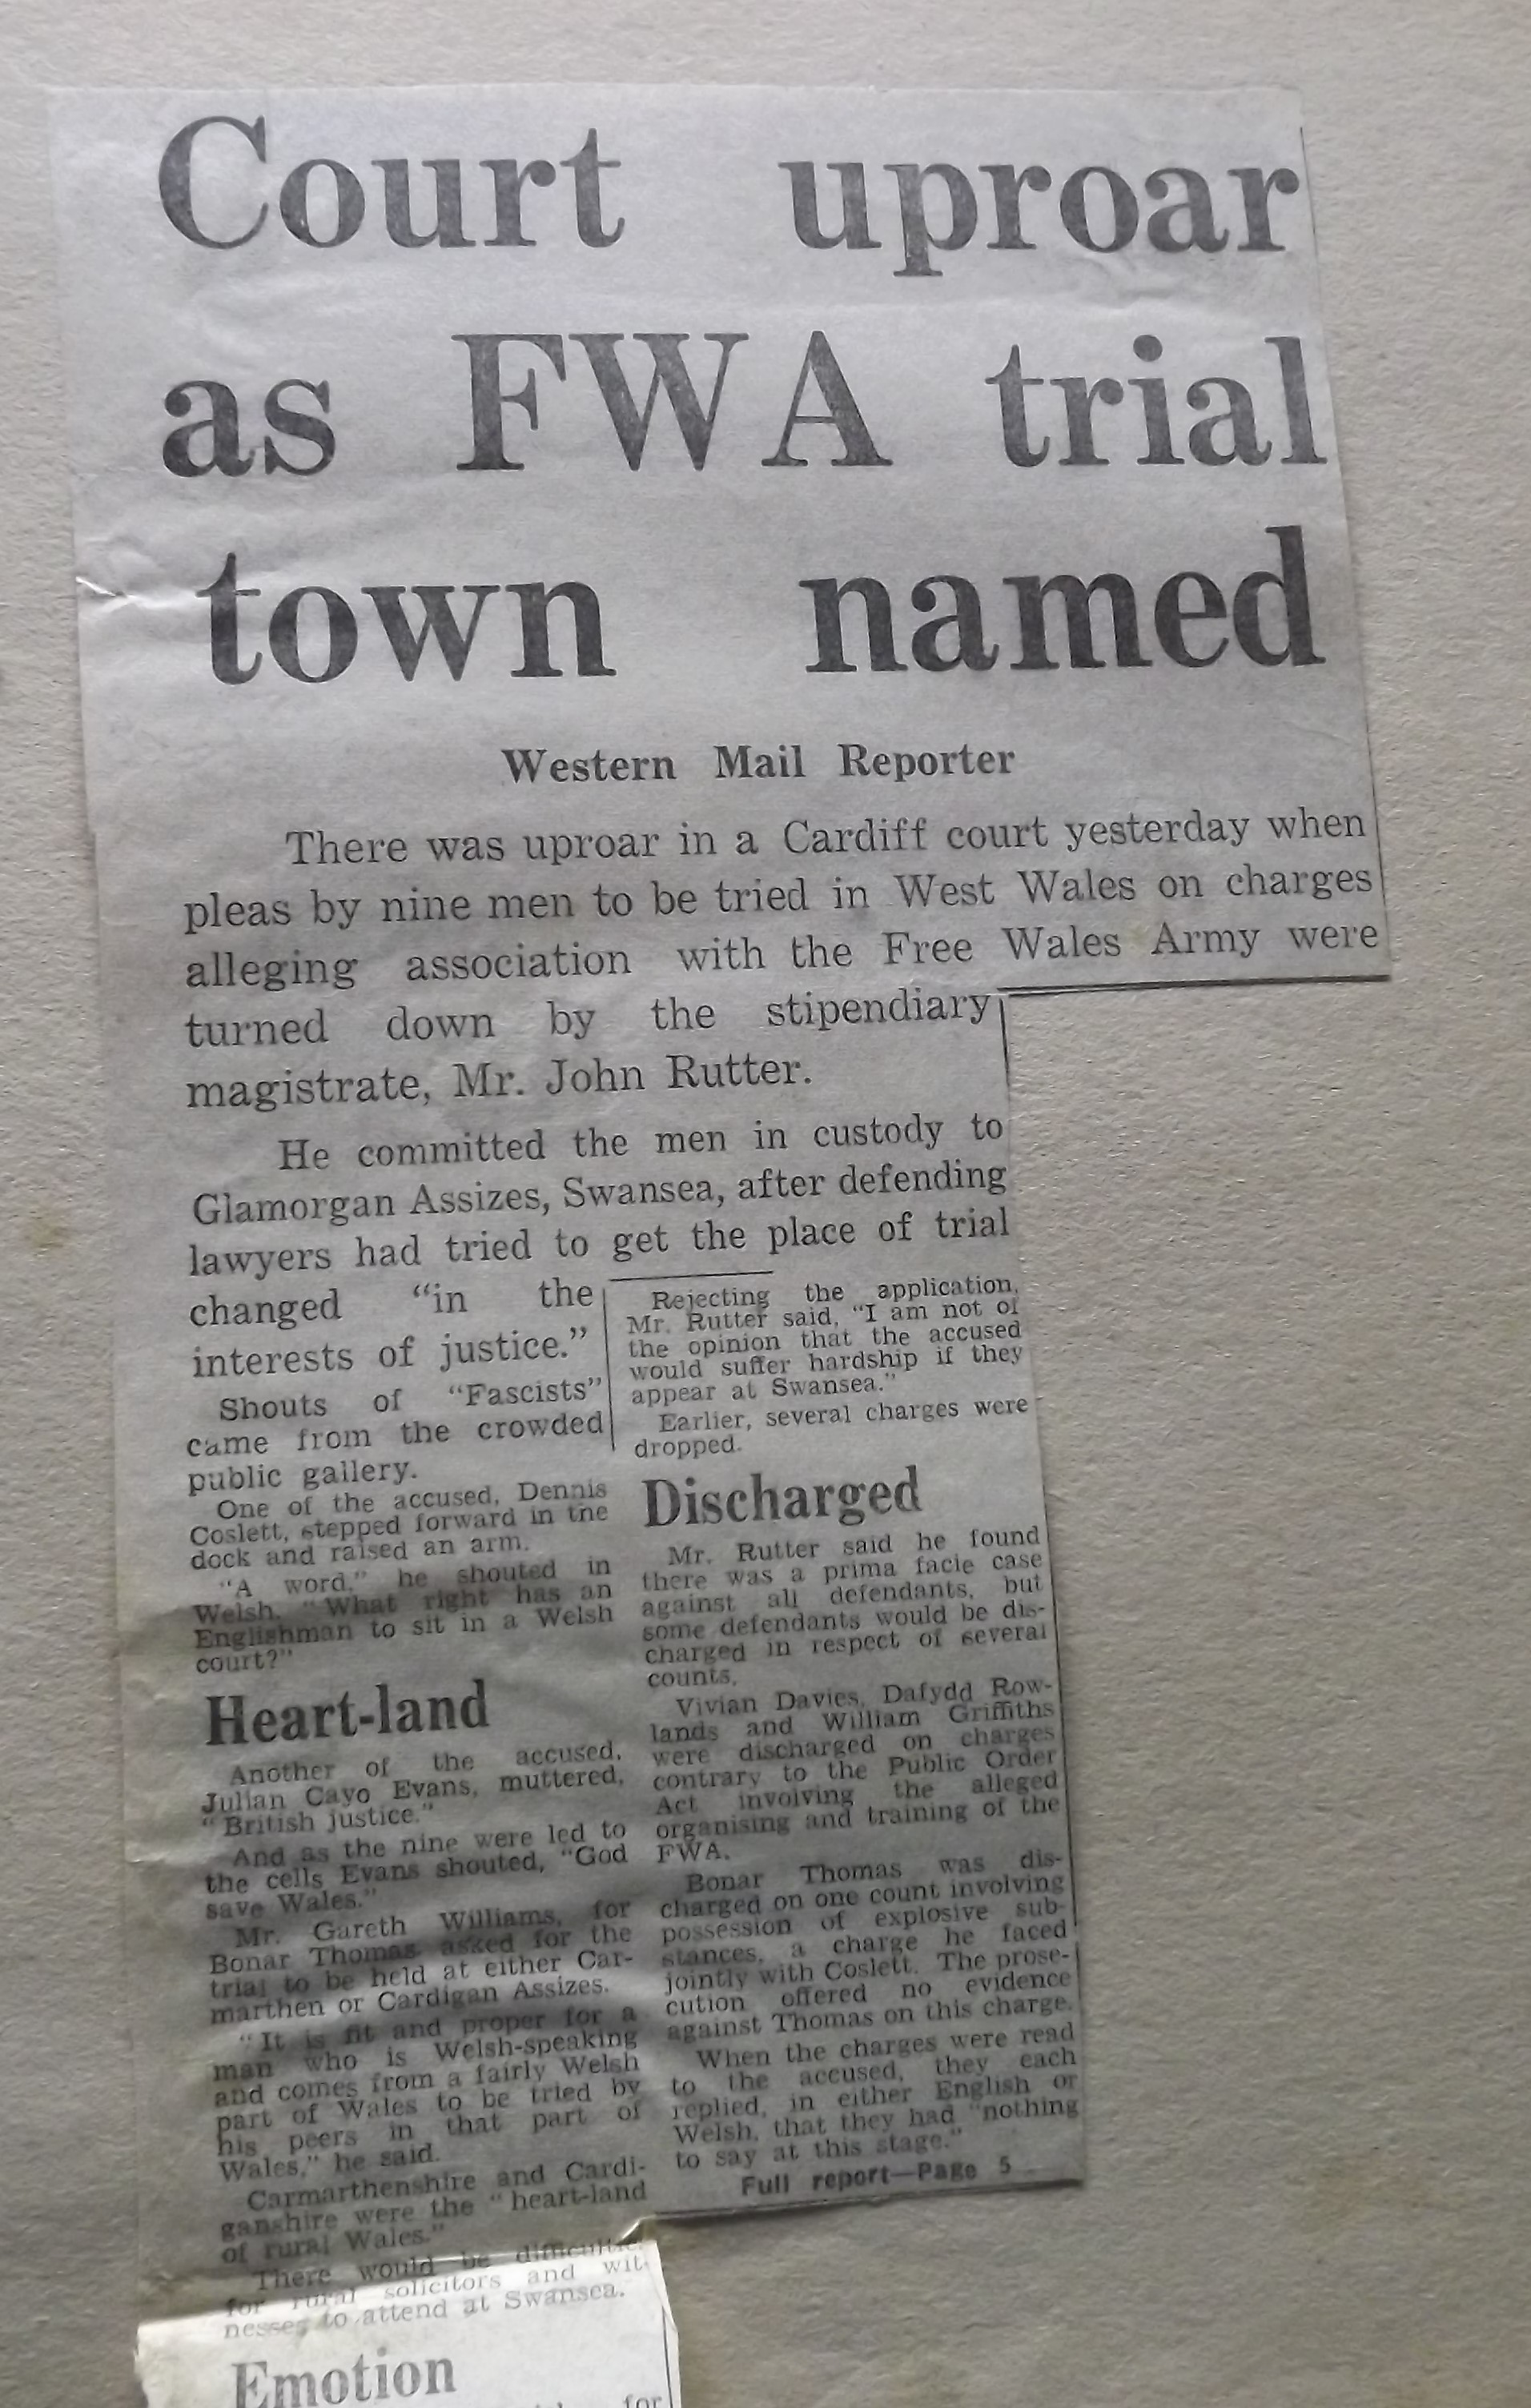 Court uproar
as FWA trial
town named
Western Mail Reporter
There was uproar in a Cardiff court yesterday when
pleas by nine men to be tried in West Wales on charges
alleging association with the Free Wales Army were
turned down by the stipendiary
magistrate, Mr. John Rutter.
He committed the men in custody to
Glamorgan Assizes, Swansea, after defending
lawyers had tried to get the place of trial
changed "in the
interests of justice."
Shouts of "Fascists"
came from the crowded
public gallery.
One of the accused, Dennis
Coslett, stepped forward in the
dock and raised an arm.
"A word," he shouted in
Welsh. "What right has an
Englishman to sit in a Welsh
court?"
Heart-land
Another of the accused,
Julian Cayo Evans, muttered,
"British justice."
And as the nine were led to
the cells Evans shouted, "God
save Wales."
Mr. Gareth Williams, for
Bonar Thomas asked for the
trial to be held at either Car-
marthen or Cardigan Assizes.
"It is fit and proper for a
man who is Welsh-speaking
and comes from a fairly Welsh
part of Wales to be tried by
his peers in that part of
Wales," he said.
Carmarthenshire and Cardi-
ganshire were the "heart-land
of rural Wales."
There would be difficultie
for rural solicitors and wit-
nesses to attend at Swansea.
Emotion
for
Rejecting the application,
Mr. Rutter said, "I am not of
the opinion that the accused
would suffer hardship if they
appear at Swansea."
Earlier, several charges were
dropped.
Discharged
Mr. Rutter said he found
there was a prima facie case
against all defendants, but
some defendants would be dis-
charged in respect of several
counts.
Vivian Davies, Dafydd Row-
lands and William Griffiths
were discharged on charges
contrary to the Public Order
Act involving the alleged
organising and training of the
FWA.
Bonar Thomas was dis-
charged on one count involving
possession of explosive sub-
stances, a charge he faced
jointly with Coslett. The prose-
cution offered no evidence
against Thomas on this charge.
When the charges were read
to the accused, they each
replied, in either English or
Welsh, that they had "nothing
to say at this stage."
Full report—Page 5